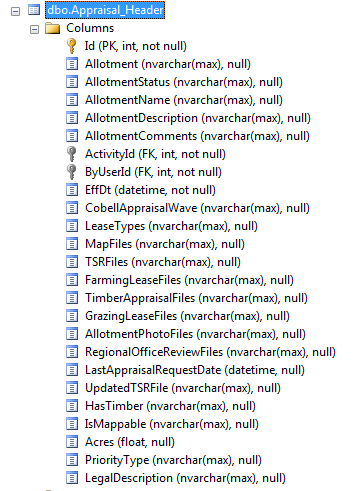 dbo.Appraisal_Header
Columns
Id (PK, int, not null)
Allotment (nvarchar(max), null)
AllotmentStatus (nvarchar(max), null)
AllotmentName (nvarchar(max), null)
AllotmentDescription (nvarchar(max), null)
AllotmentComments (nvarchar(max), null)
ActivityId (FK, int, not null)
ByUserId (FK, int, not null)
EffDt (datetime, not null)
CobellAppraisalWave (nvarchar(max), null)
LeaseTypes (nvarchar(max), null)
MapFiles (nvarchar(max), null)
TSRFiles (nvarchar(max), null)
FarmingLeaseFiles (nvarchar(max), null)
TimberAppraisalFiles (nvarchar(max), null)
GrazingLeaseFiles (nvarchar(max), null)
AllotmentPhotoFiles (nvarchar(max), null)
RegionalOfficeReviewFiles (nvarchar(max), null)
LastAppraisalRequestDate (datetime, null)
UpdatedTSRFile (nvarchar(max), null)
HasTimber (nvarchar(max), null)
IsMappable (nvarchar(max), null)
Acres (float, null)
PriorityType (nvarchar(max), null)
LegalDescription (nvarchar(max), null)